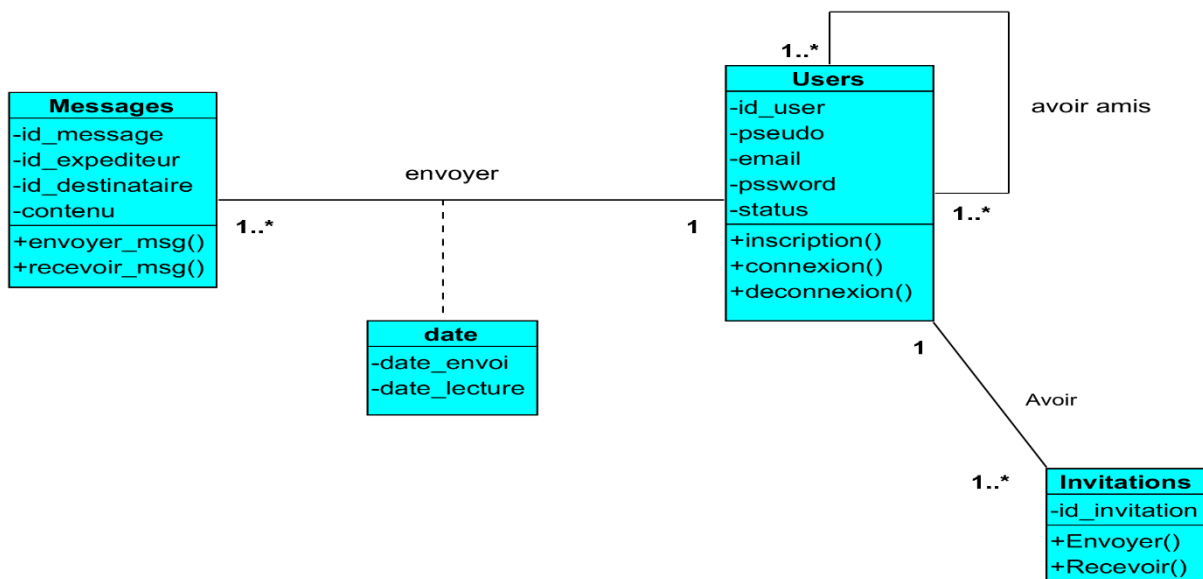 Messages
-id_message
-id_expediteur
-id_destinataire
-contenu
+envoyer_msg()
+recevoir_msg()
1..*
envoyer
1
date
-date_envoi
-date_lecture
1..*
Users
-id_user
-pseudo
-email
-pssword
-status
+inscription()
+connexion()
+deconnexion()
avoir amis
1..*
1
Avoir
1..*
Invitations
-id_invitation
+Envoyer()
+Recevoir()